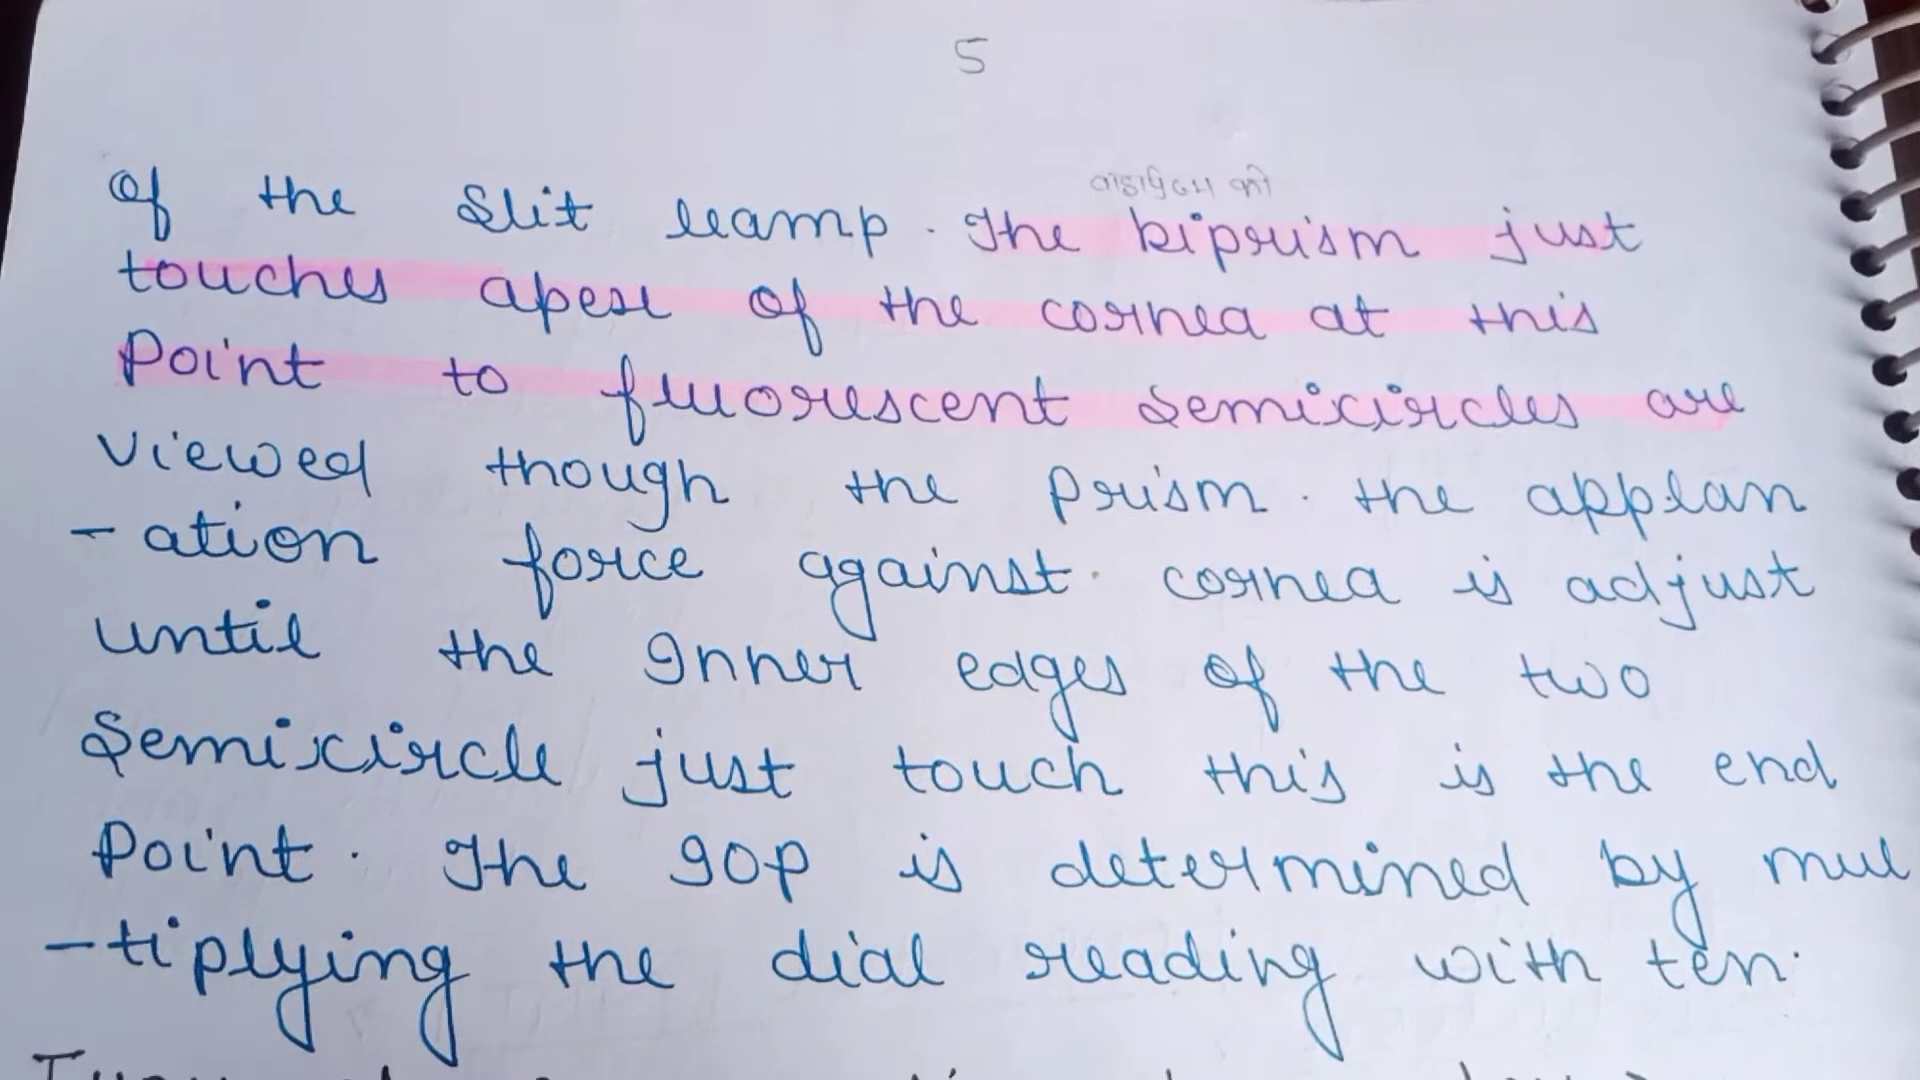 5
बाइप्रिज्म को
of the slit leamp. The biprism just
touches apex of the cornea at this
Point to fluorescent semicircles are
viewed though the prism. the applan
-ation force against cornea is adjust
until the Inner edges of the two
Semicircle just touch this is the end
Point. The IOP is determined by mul
-tiplying the dial reading with ten.